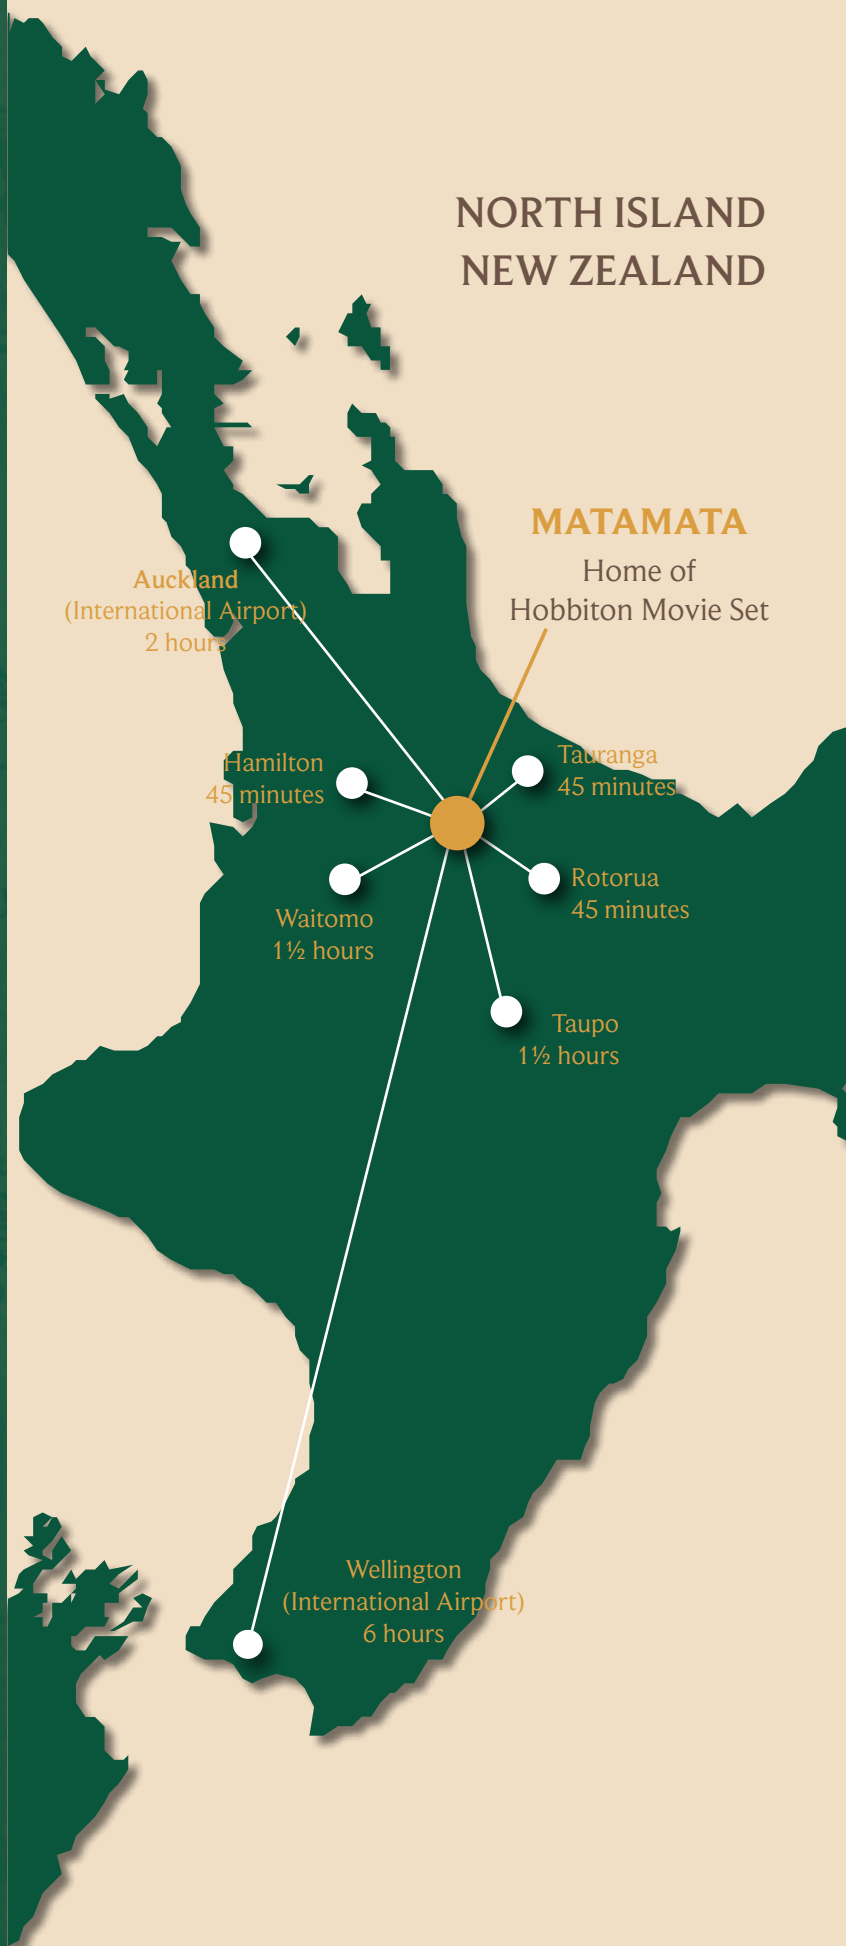 NORTH ISLAND
NEW ZEALAND
MATAMATA
Home of
Hobbiton Movie Set
Auckland
(International Airport)
2 hours
Hamilton
45 minutes
Tauranga
45 minutes
Waitomo
1½ hours
Rotorua
45 minutes
Taupo
1½ hours
Wellington
(International Airport)
6 hours